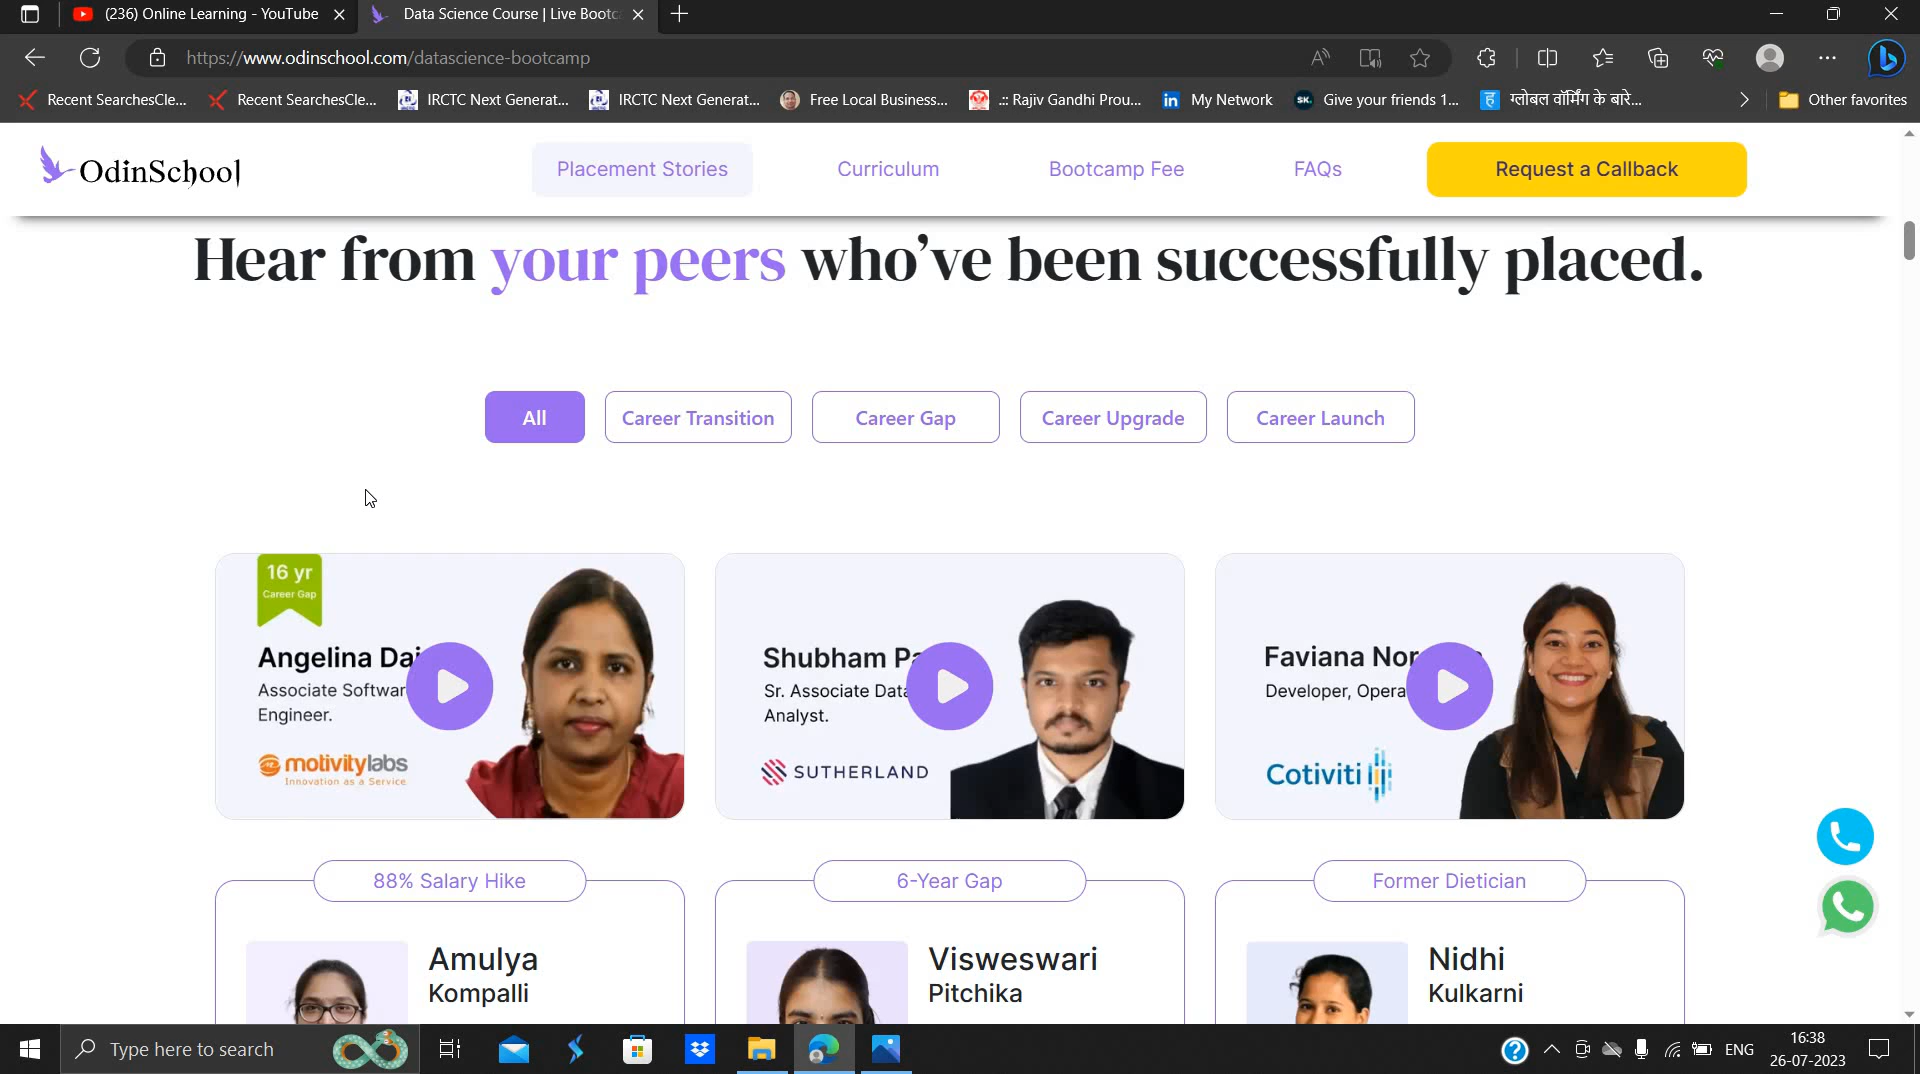 (236) Online Learning - YouTube
Data Science Course | Live Bootc
https://www.odinschool.com/datascience-bootcamp
Recent SearchesCle...
Recent SearchesCle...
IRCTC Next Generat...
IRCTC Next Generat...
Free Local Business...
.:: Rajiv Gandhi Prou...
in
My Network
SK.
Give your friends 1...
ह
ग्लोबल वॉर्मिंग के बारे...
Other favorites
OdinSchool
Placement Stories
Curriculum
Bootcamp Fee
FAQs
Request a Callback
Hear from your peers who’ve been successfully placed.
All
Career Transition
Career Gap
Career Upgrade
Career Launch
16 yr
Career Gap
Angelina
Associate
Engineer.
motivitylabs
Innovation as a Service
Shubham
Sr. Associate
Analyst.
SUTHERLAND
Faviana
Developer,
Cotiviti
88% Salary Hike
Amulya
Kompalli
6-Year Gap
Visweswari
Pitchika
Former Dietician
Nidhi
Kulkarni
Type here to search
ENG
16:38
26-07-2023